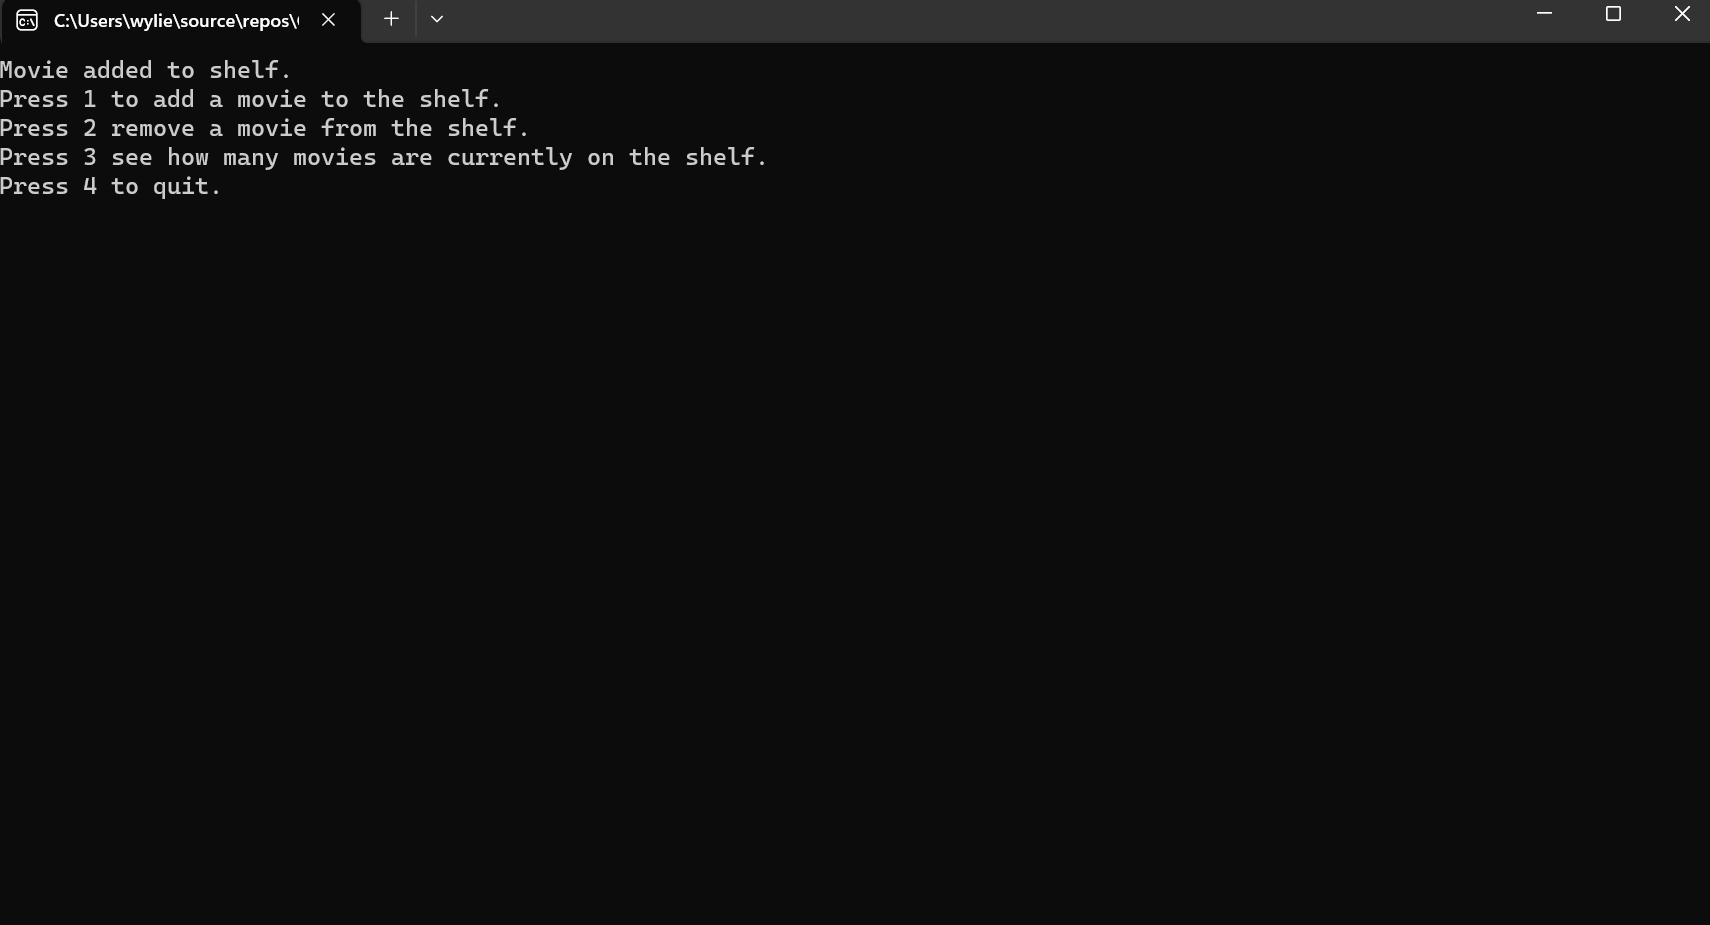 C:\Users\wylie\source\repos\
Movie added to shelf.
Press 1 to add a movie to the shelf.
Press 2 remove a movie from the shelf.
Press 3 see how many movies are currently on the shelf.
Press 4 to quit.